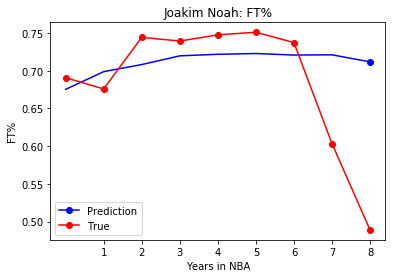 Joakim Noah: FT%
FT%
0.75
0.70
0.65
0.60
0.55
0.50
Prediction
True
1 2 3 4 5 6 7 8
Years in NBA